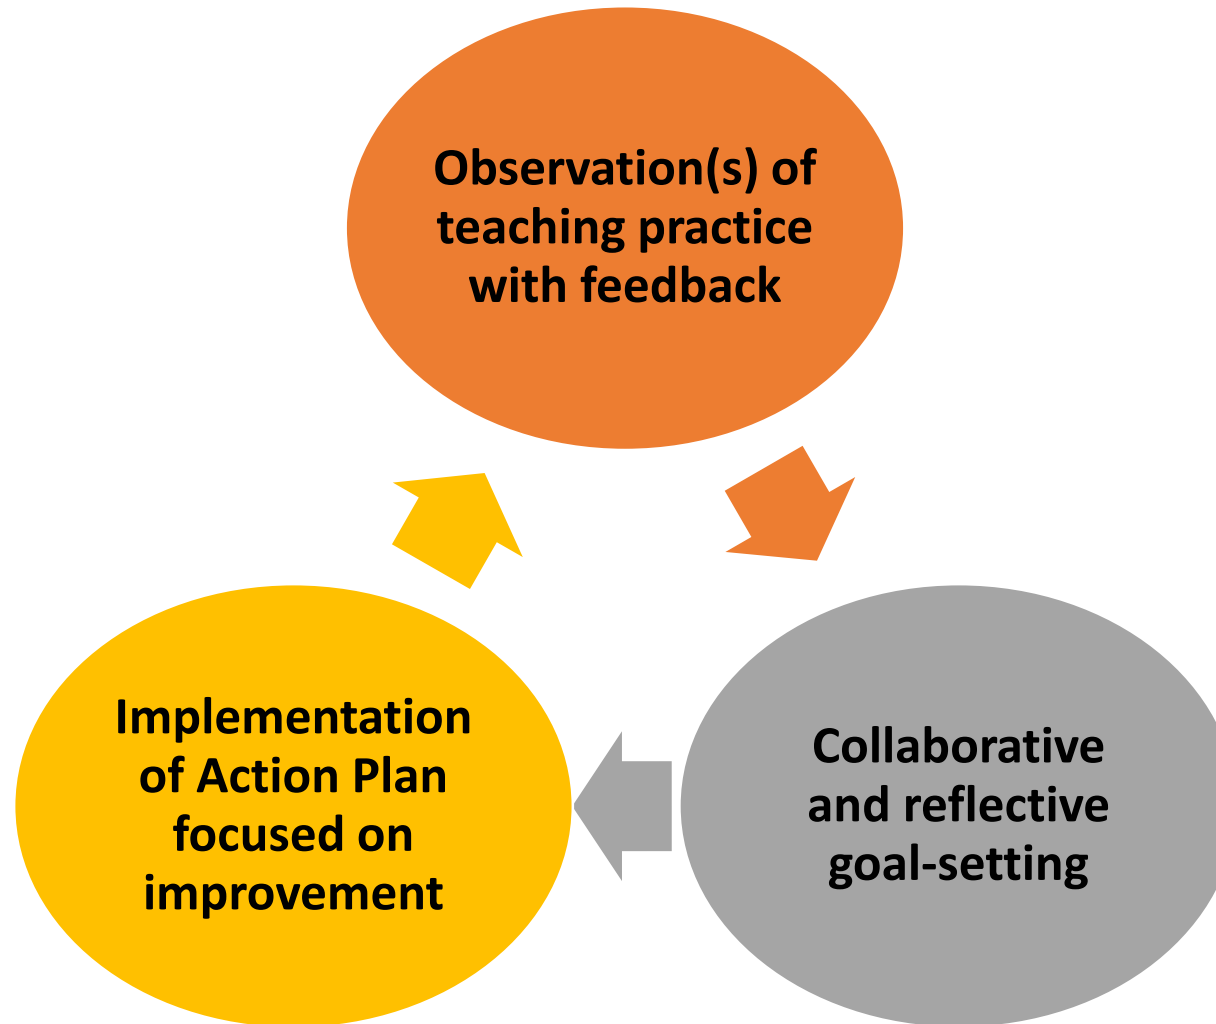 Observation(s) of
teaching practice
with feedback
Collaborative
and reflective
goal-setting
Implementation
of Action Plan
focused on
improvement